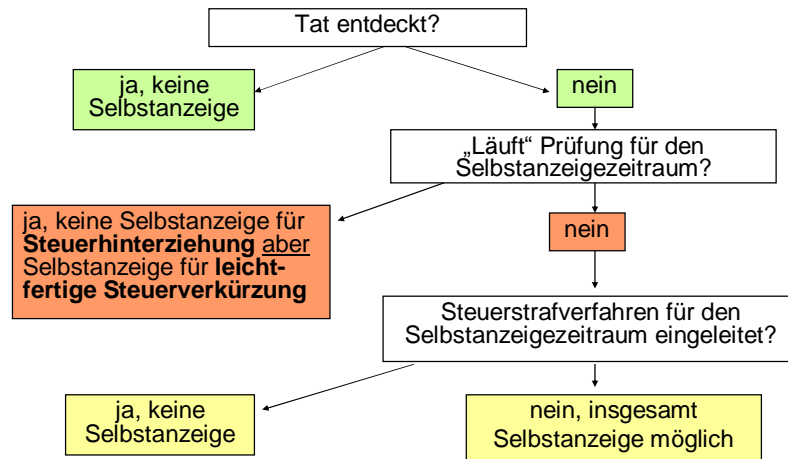 Tat entdeckt?
ja, keine
Selbstanzeige
nein
„Läuft“ Prüfung für den
Selbstanzeigezeitraum?
ja, keine Selbstanzeige für
Steuerhinterziehung aber
Selbstanzeige für leicht-
fertige Steuerverkürzung
nein
Steuerstrafverfahren für den
Selbstanzeigezeitraum eingeleitet?
ja, keine
Selbstanzeige
nein, insgesamt
Selbstanzeige möglich